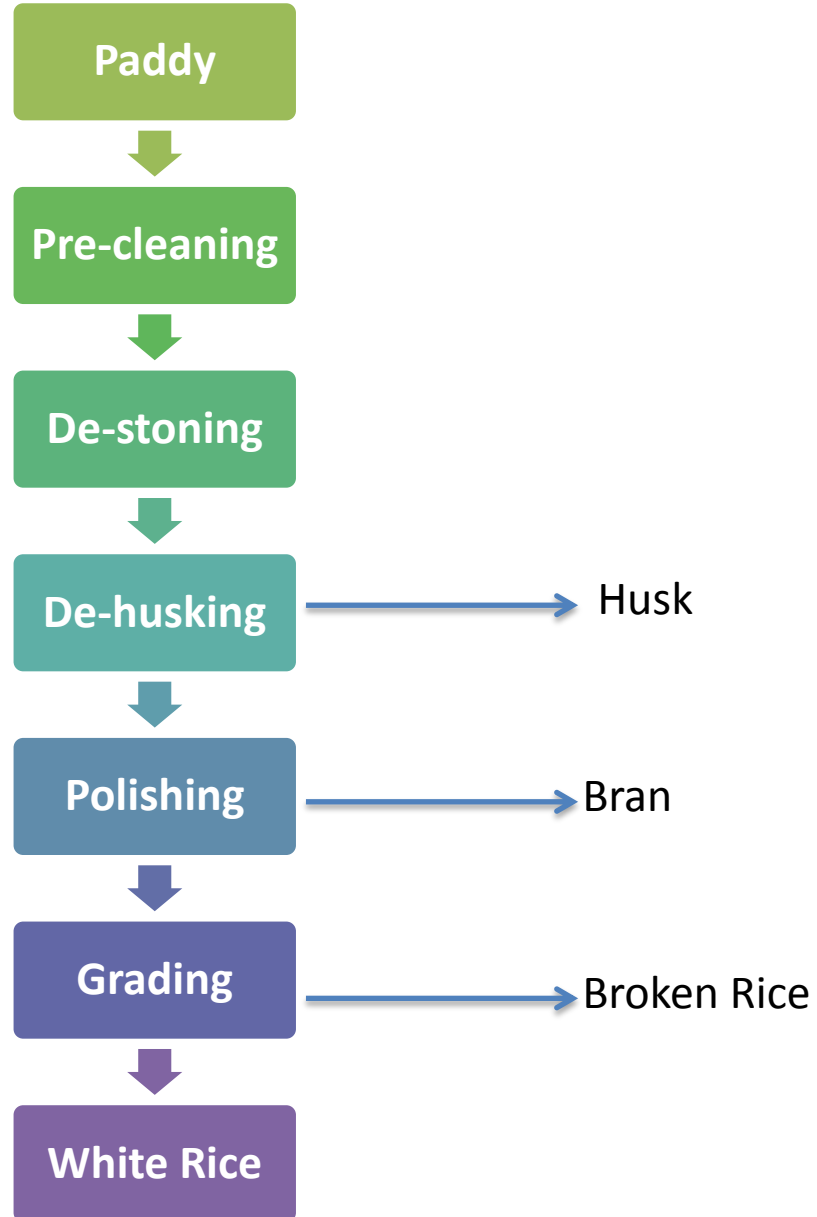 Paddy
Pre-cleaning
De-stoning
De-husking
Husk
Polishing
Bran
Grading
Broken Rice
White Rice